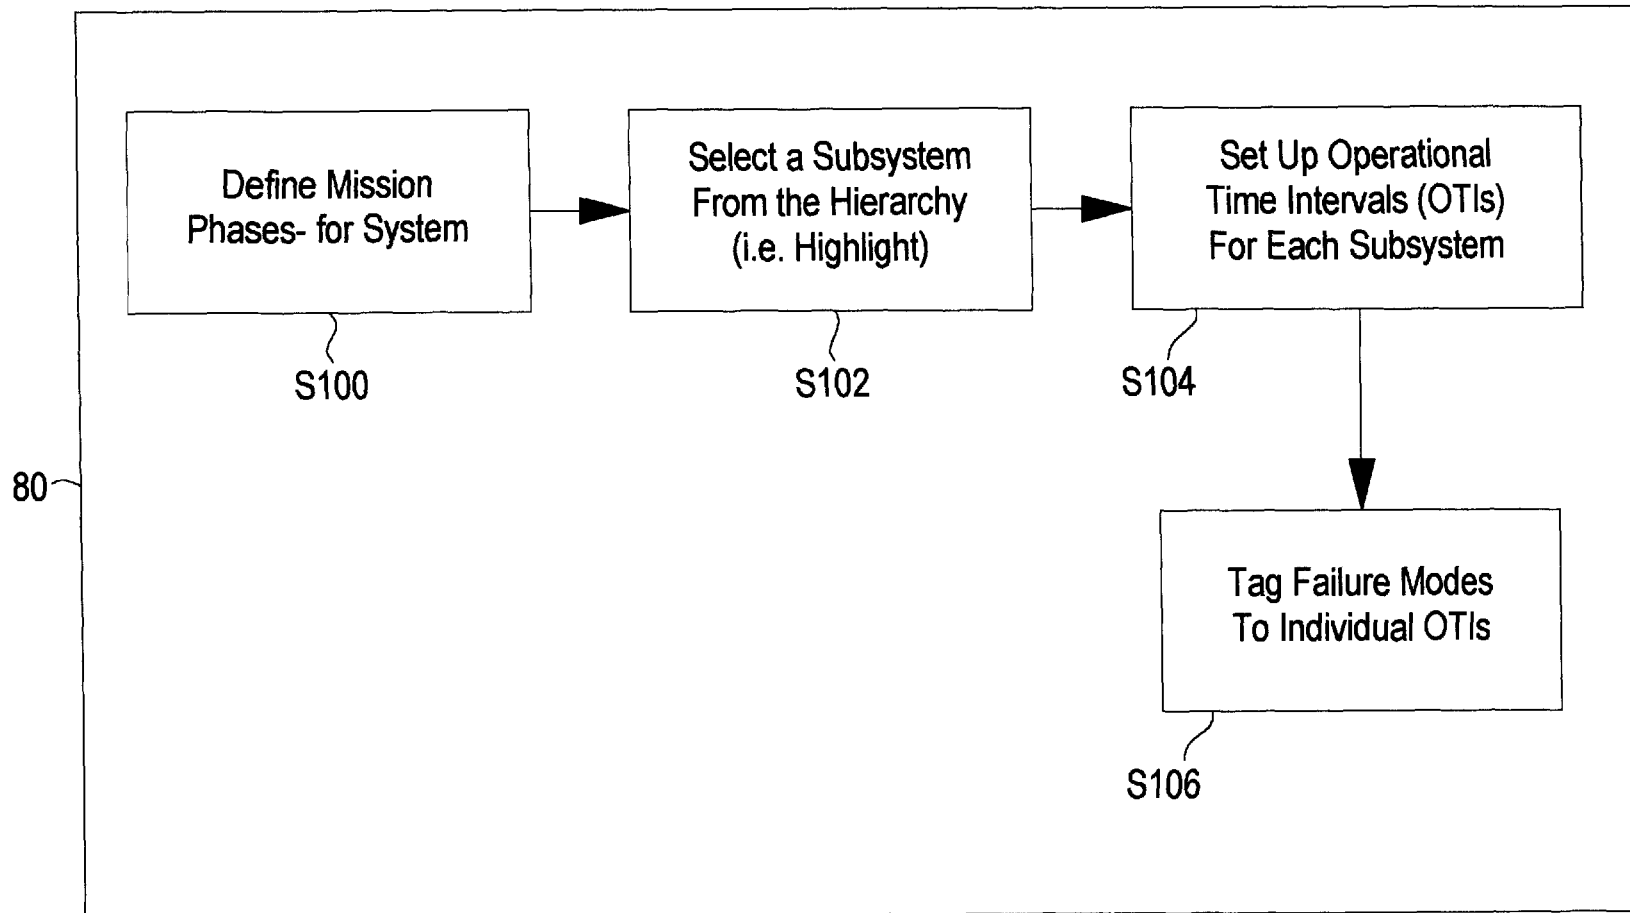 Define Mission
Phases- for System
S100
Select a Subsystem
From the Hierarchy
(i.e. Highlight)
S102
Set Up Operational
Time Intervals (OTIs)
For Each Subsystem
S104
80
Tag Failure Modes
To Individual OTIs
S106